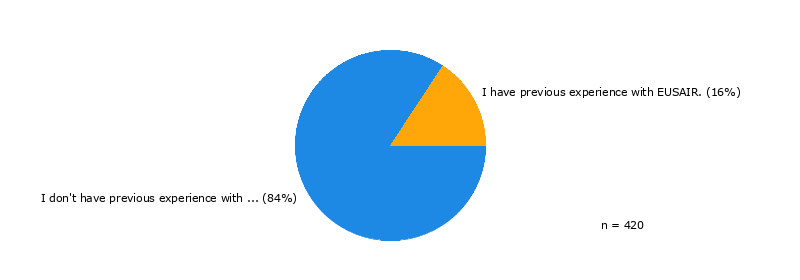 I have previous experience with EUSAIR. (16%)
I don't have previous experience with ... (84%)
n = 420